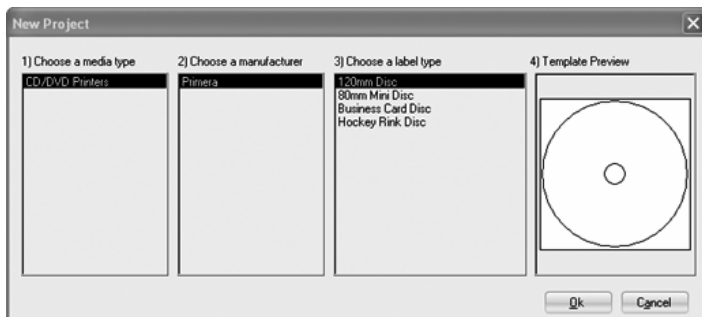 New Project
1) Choose a media type
2) Choose a manufacturer
3) Choose a label type
4) Template Preview
CD/DVD Printers
Primera
120mm Disc
80mm Mini Disc
Business Card Disc
Hockey Rink Disc
Ok
Cancel